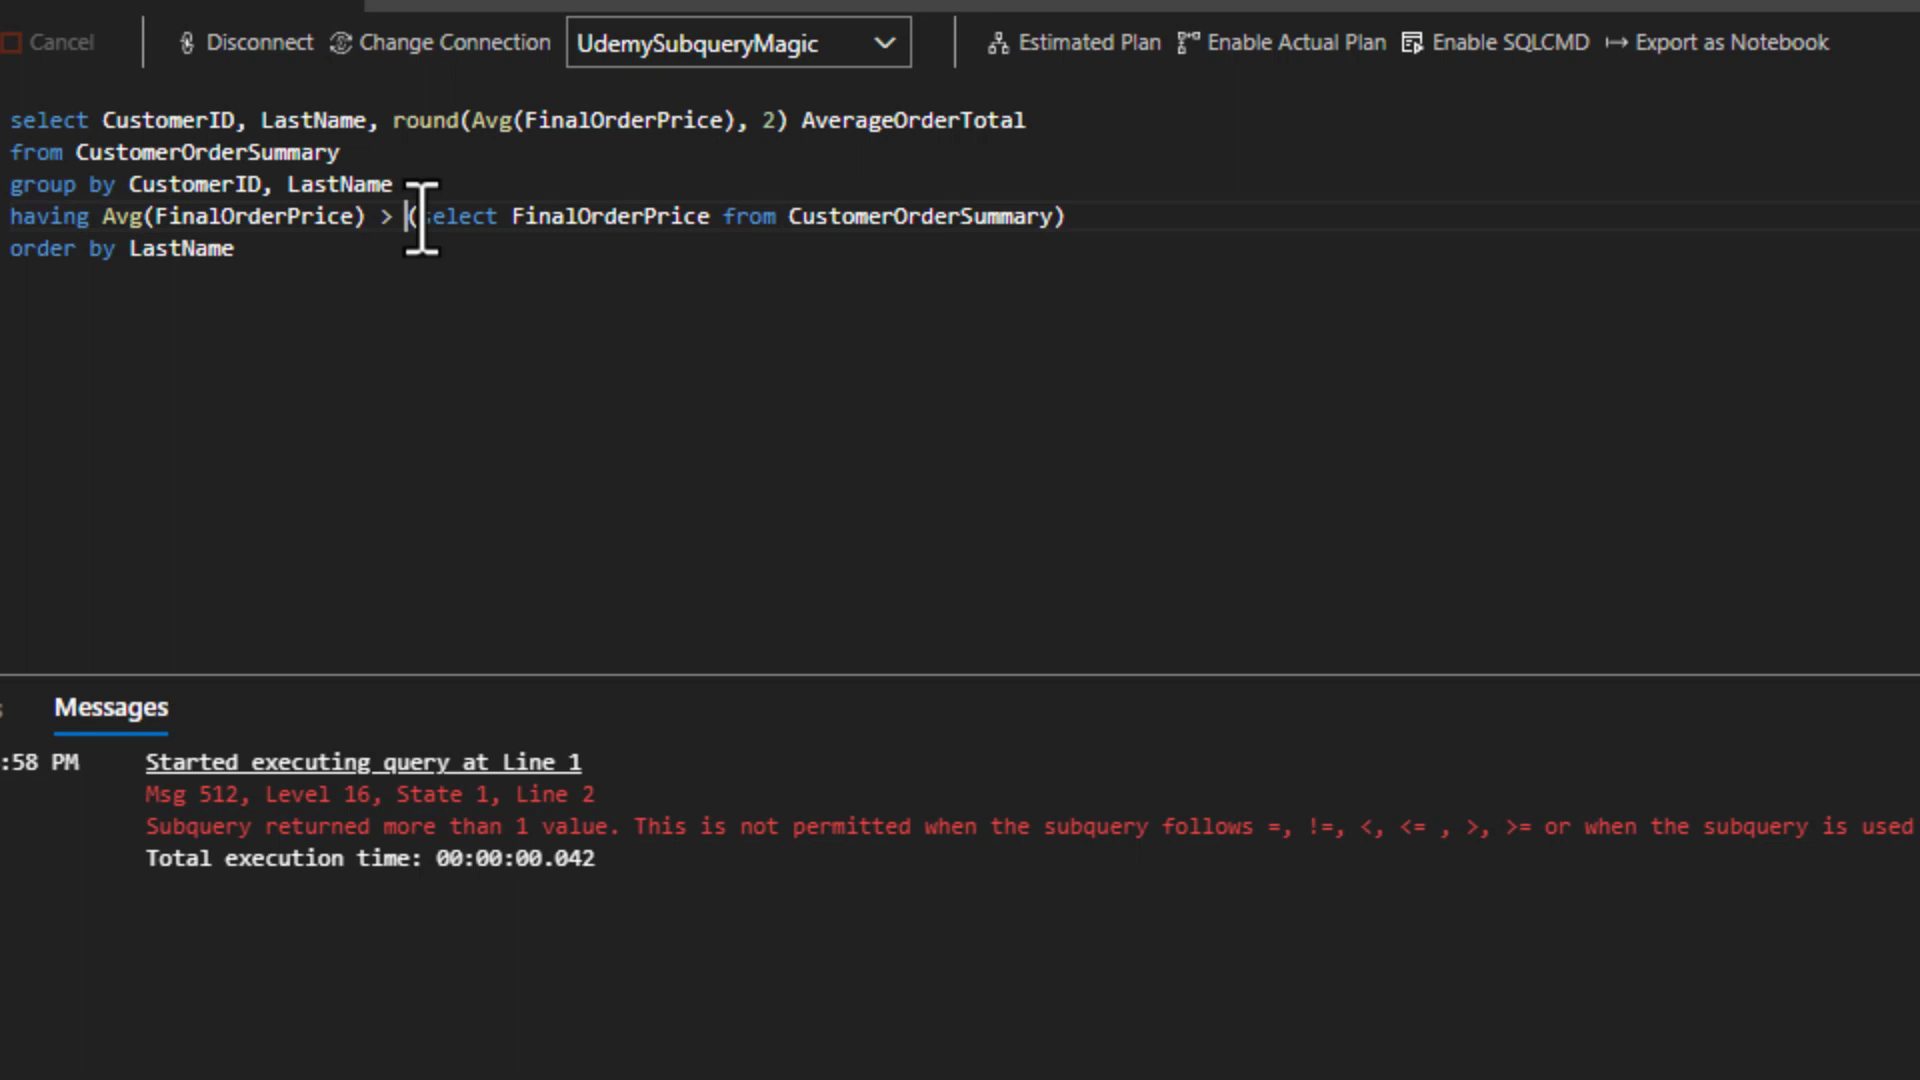 Cancel Disconnect Change Connection UdemySubqueryMagic Estimated Plan Enable Actual Plan Enable SQLCMD Export as Notebook
select CustomerID, LastName, round(Avg(FinalOrderPrice), 2) AverageOrderTotal
from CustomerOrderSummary
group by CustomerID, LastName
having Avg(FinalOrderPrice) > (select FinalOrderPrice from CustomerOrderSummary)
order by LastName
Messages
:58 PM Started executing query at Line 1
Msg 512, Level 16, State 1, Line 2
Subquery returned more than 1 value. This is not permitted when the subquery follows =, !=, <, <= , >, >= or when the subquery is used
Total execution time: 00:00:00.042